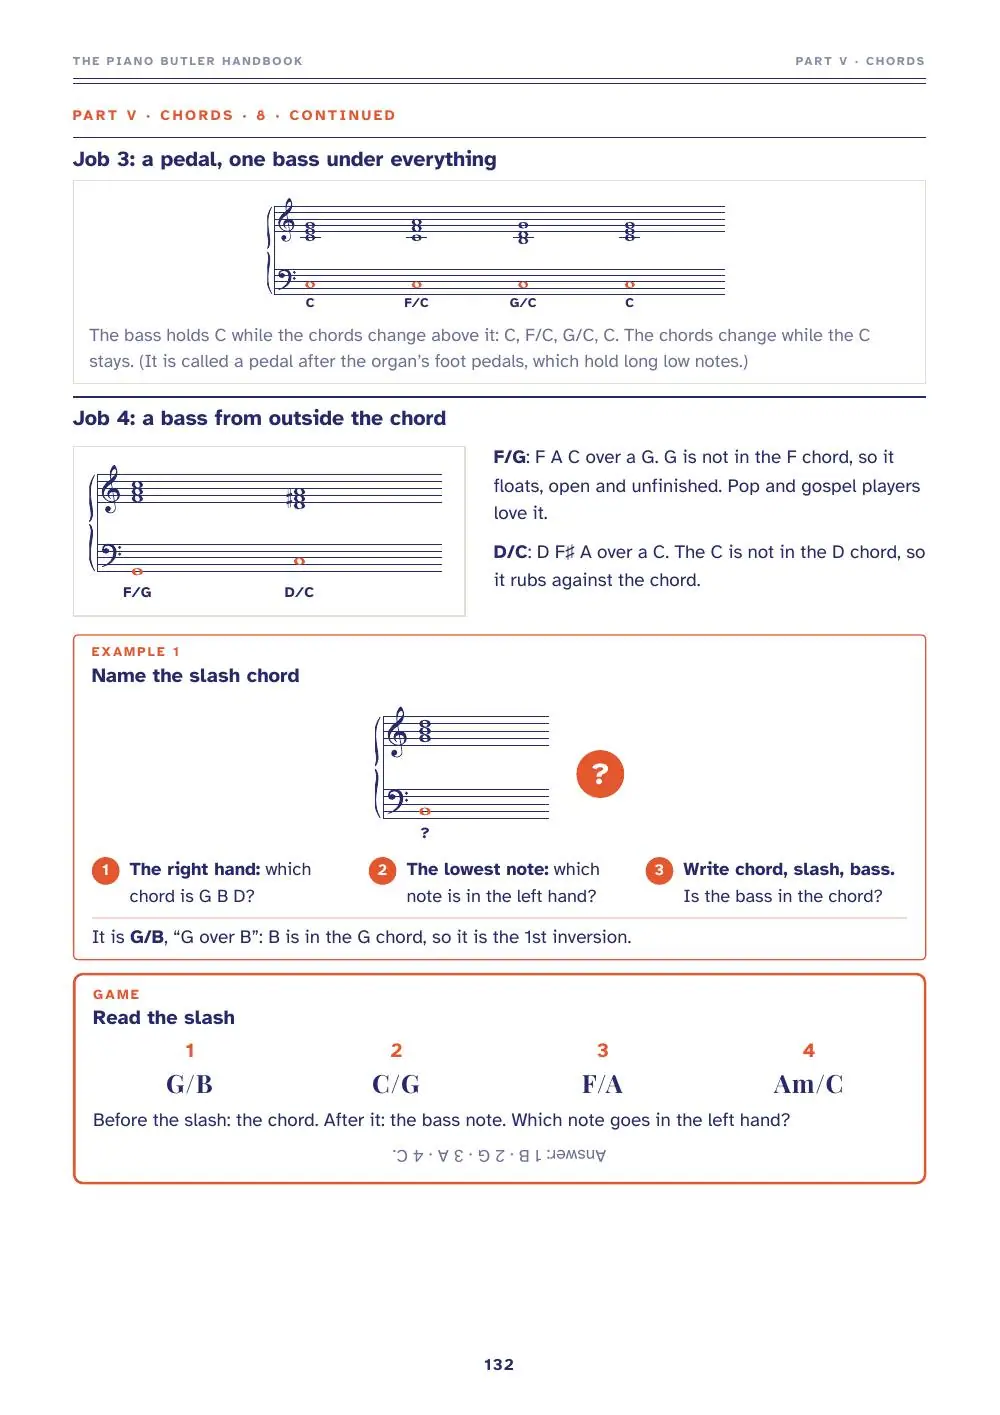 THE PIANO BUTLER HANDBOOK
PART V · CHORDS
PART V · CHORDS · 8 · CONTINUED
Job 3: a pedal, one bass under everything
C F/C G/C C
The bass holds C while the chords change above it: C, F/C, G/C, C. The chords change while the C
stays. (It is called a pedal after the organ’s foot pedals, which hold long low notes.)
Job 4: a bass from outside the chord
F/G D/C
F/G: F A C over a G. G is not in the F chord, so it
floats, open and unfinished. Pop and gospel players
love it.
D/C: D F♯ A over a C. The C is not in the D chord, so
it rubs against the chord.
EXAMPLE 1
Name the slash chord
?
?
1 The right hand: which
chord is G B D?
2 The lowest note: which
note is in the left hand?
3 Write chord, slash, bass.
Is the bass in the chord?
It is G/B, “G over B”: B is in the G chord, so it is the 1st inversion.
GAME
Read the slash
1 2 3 4
G/B C/G F/A Am/C
Before the slash: the chord. After it: the bass note. Which note goes in the left hand?
Answer: 1 B · 2 G · 3 A · 4 C.
132